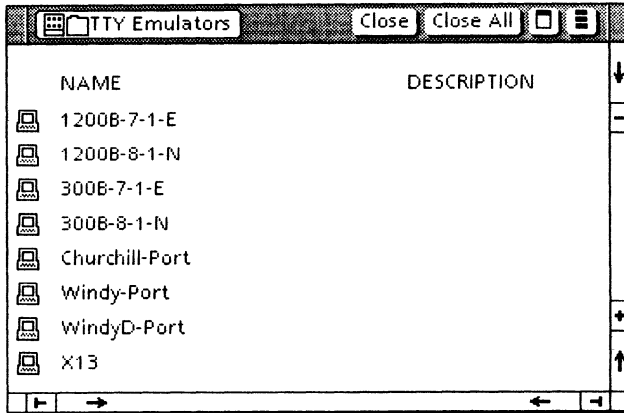 TTY Emulators Close Close All
NAME DESCRIPTION
1200B-7-1-E
1200B-8-1-N
300B-7-1-E
300B-8-1-N
Churchill-Port
Windy-Port
WindyD-Port
X13